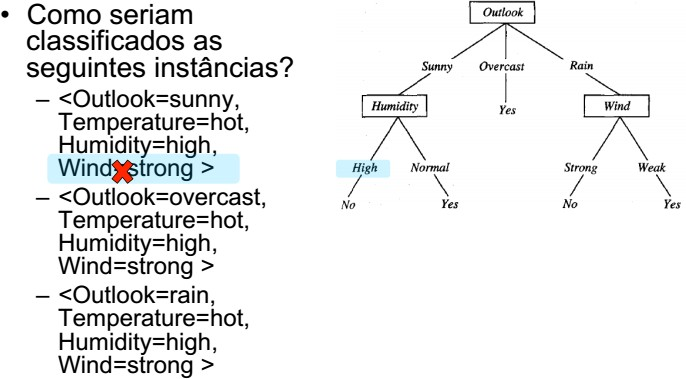 • Como seriam
classificados as
seguintes instâncias?
– <Outlook=sunny,
Temperature=hot,
Humidity=high,
Wind=strong >
– <Outlook=overcast,
Temperature=hot,
Humidity=high,
Wind=strong >
– <Outlook=rain,
Temperature=hot,
Humidity=high,
Wind=strong >
Outlook
Sunny Overcast Rain
Humidity Yes Wind
High Normal Strong Weak
No Yes No Yes